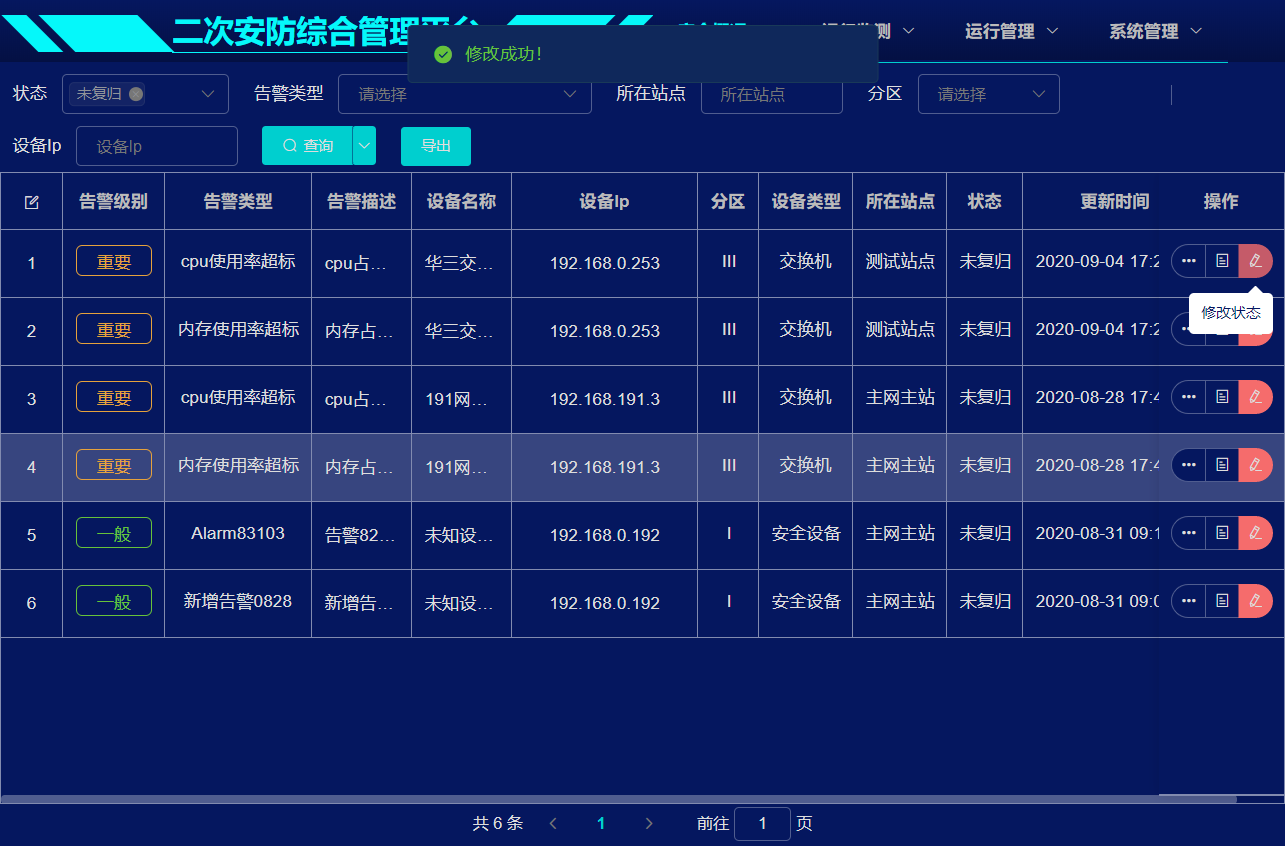 二次安防综合管理平台
运行管理
系统管理
修改成功!
状态 未复归 告警类型 请选择 所在站点 所在站点 分区 请选择
设备Ip 设备Ip 查询 导出
告警级别 告警类型 告警描述 设备名称 设备Ip 分区 设备类型 所在站点 状态 更新时间 操作
1 重要 cpu使用率超标 cpu占... 华三交... 192.168.0.253 III 交换机 测试站点 未复归 2020-09-04 17:2
修改状态
2 重要 内存使用率超标 内存占... 华三交... 192.168.0.253 III 交换机 测试站点 未复归 2020-09-04 17:2
3 重要 cpu使用率超标 cpu占... 191网... 192.168.191.3 III 交换机 主网主站 未复归 2020-08-28 17:4
4 重要 内存使用率超标 内存占... 191网... 192.168.191.3 III 交换机 主网主站 未复归 2020-08-28 17:4
5 一般 Alarm83103 告警82... 未知设... 192.168.0.192 I 安全设备 主网主站 未复归 2020-08-31 09:1
6 一般 新增告警0828 新增告... 未知设... 192.168.0.192 I 安全设备 主网主站 未复归 2020-08-31 09:0
共 6 条 1 前往 1 页